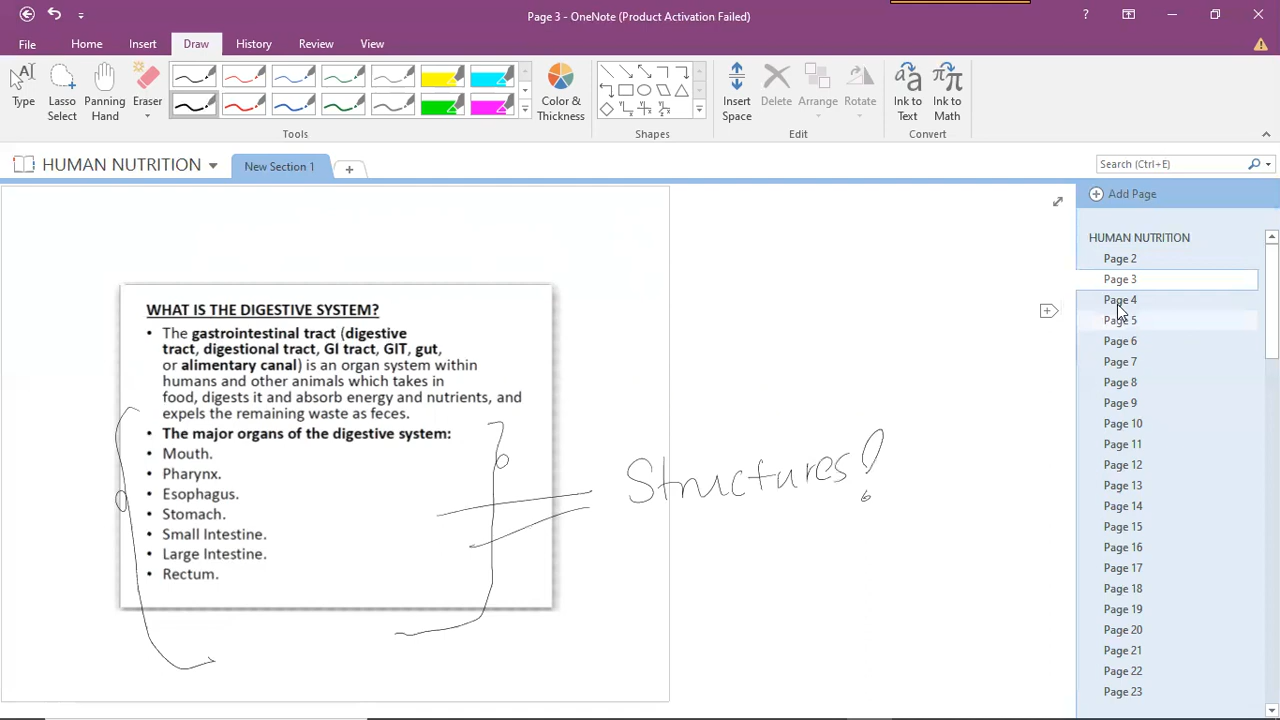 Page 3 - OneNote (Product Activation Failed)
?
File Home Insert Draw History Review View
Type
Lasso Select
Panning Hand
Eraser
Color & Thickness
Insert Space
Delete
Arrange
Rotate
Ink to Text
Ink to Math
Tools Shapes Edit Convert
HUMAN NUTRITION
New Section 1
Search (Ctrl+E)
Add Page
HUMAN NUTRITION
Page 2
Page 3
Page 4
Page 5
Page 6
Page 7
Page 8
Page 9
Page 10
Page 11
Page 12
Page 13
Page 14
Page 15
Page 16
Page 17
Page 18
Page 19
Page 20
Page 21
Page 22
Page 23
WHAT IS THE DIGESTIVE SYSTEM?
• The gastrointestinal tract (digestive
tract, digestional tract, GI tract, GIT, gut,
or alimentary canal) is an organ system within
humans and other animals which takes in
food, digests it and absorb energy and nutrients, and
expels the remaining waste as feces.
• The major organs of the digestive system:
• Mouth.
• Pharynx.
• Esophagus.
• Stomach.
• Small Intestine.
• Large Intestine.
• Rectum.
Structures!